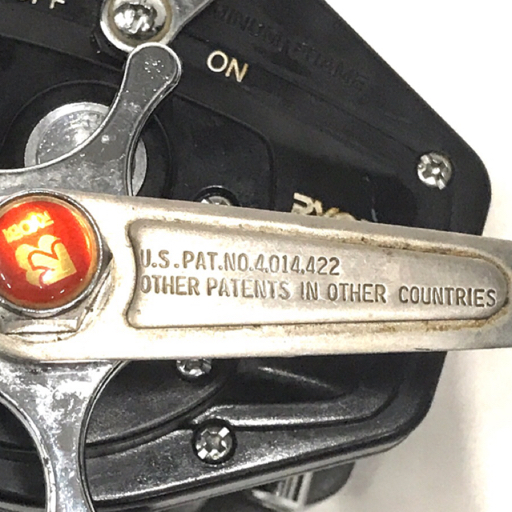 ON
U.S.PAT.NO.4,014,422
OTHER PATENTS IN OTHER COUNTRIES